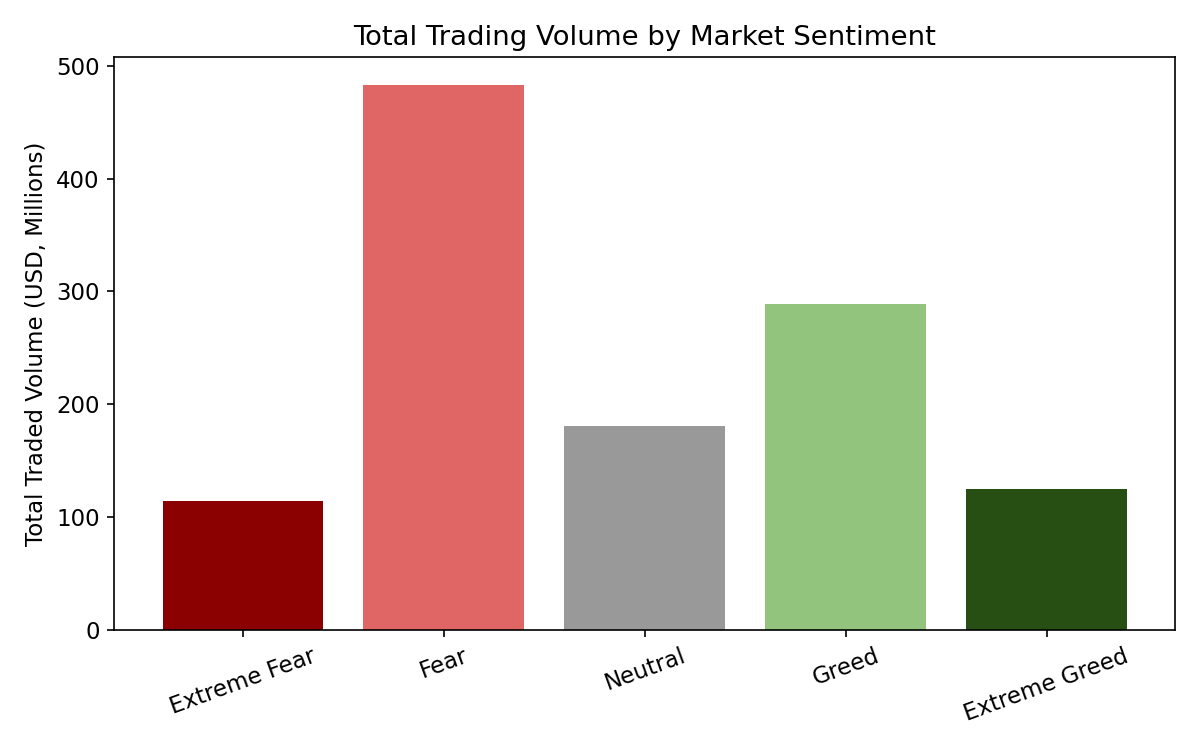 Total Trading Volume by Market Sentiment
Total Traded Volume (USD, Millions)
500
400
300
200
100
0
Extreme Fear
Fear
Neutral
Greed
Extreme Greed